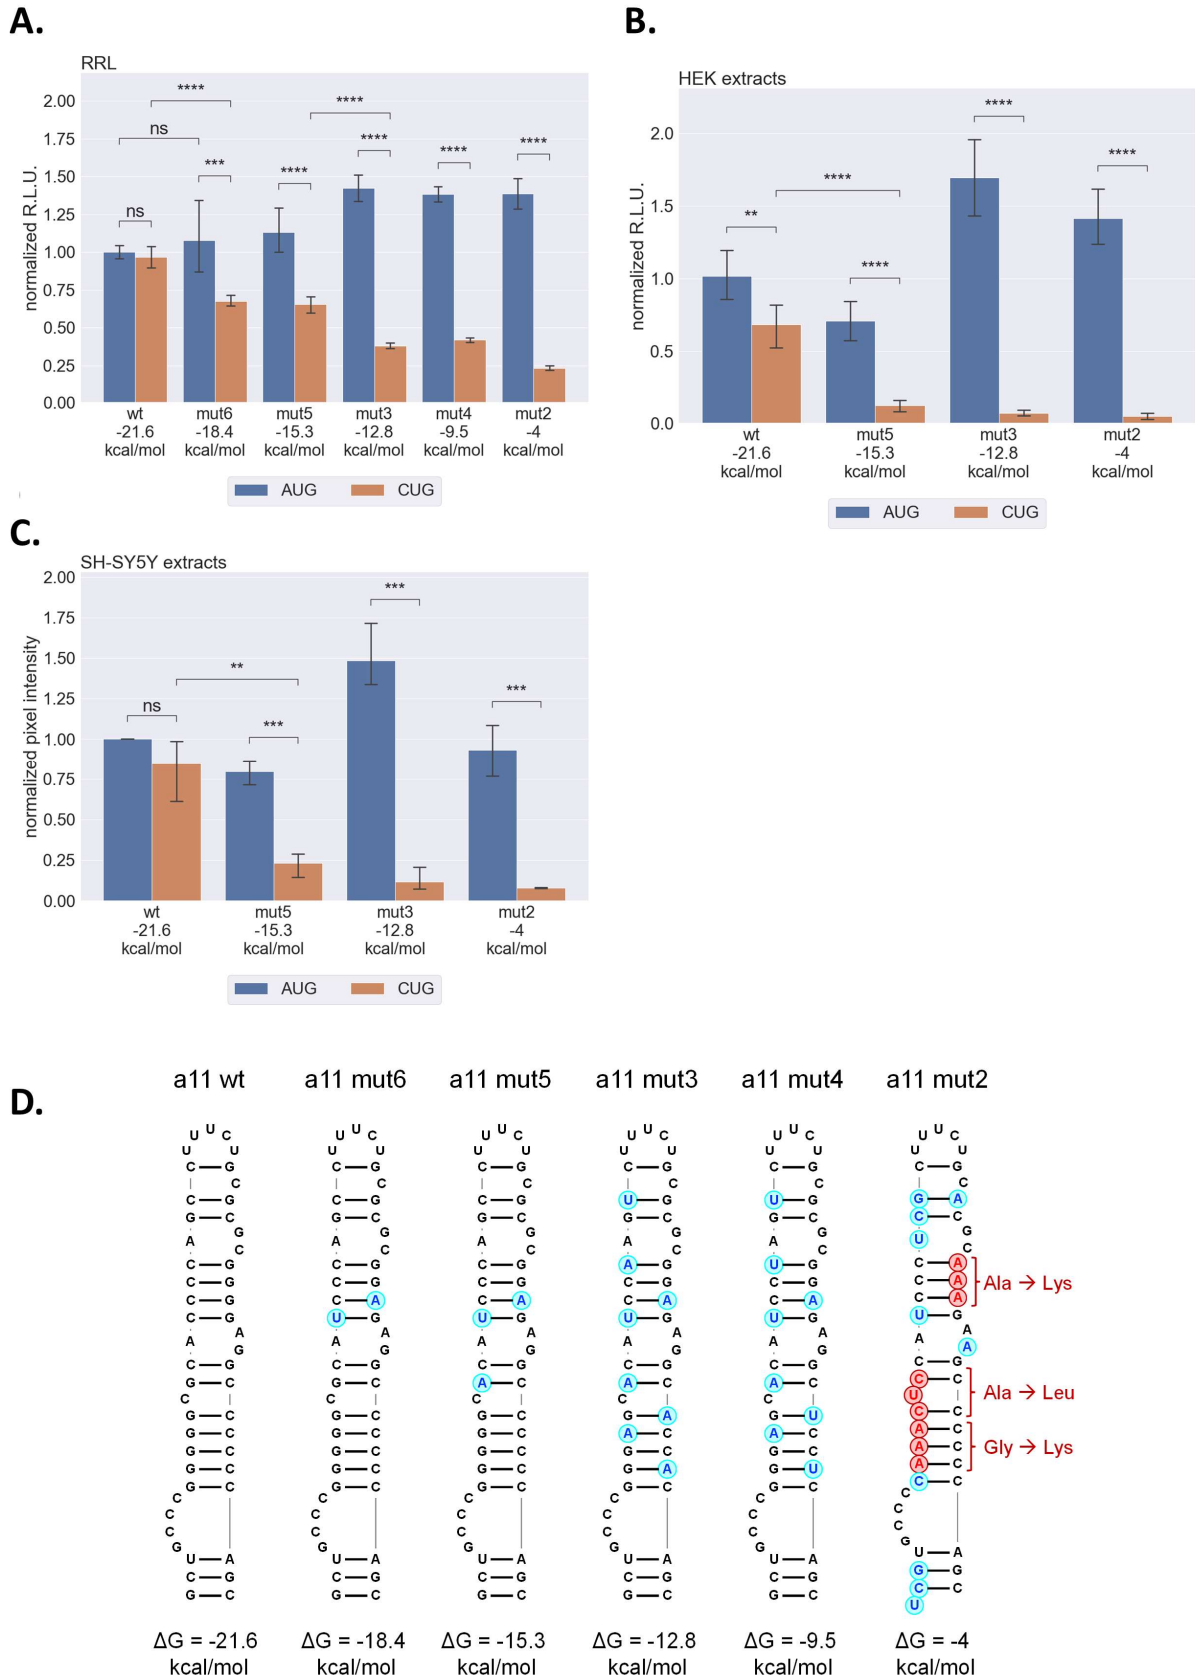 A.
RRL
normalized R.L.U.
2.00
1.75
1.50
1.25
1.00
0.75
0.50
0.25
0.00
ns
ns
****
***
****
****
****
****
****
wt mut6 mut5 mut3 mut4 mut2
-21.6 -18.4 -15.3 -12.8 -9.5 -4
kcal/mol kcal/mol kcal/mol kcal/mol kcal/mol kcal/mol
AUG CUG
B.
HEK extracts
normalized R.L.U.
2.0
1.5
1.0
0.5
0.0
**
****
****
****
****
wt mut5 mut3 mut2
-21.6 -15.3 -12.8 -4
kcal/mol kcal/mol kcal/mol kcal/mol
AUG CUG
C.
SH-SY5Y extracts
normalized pixel intensity
2.00
1.75
1.50
1.25
1.00
0.75
0.50
0.25
0.00
ns
**
***
***
***
wt mut5 mut3 mut2
-21.6 -15.3 -12.8 -4
kcal/mol kcal/mol kcal/mol kcal/mol
AUG CUG
D.
a11 wt a11 mut6 a11 mut5 a11 mut3 a11 mut4 a11 mut2
U U C U U C U U C U U C U U C U U C
U U U U U U U U U U U U
C G C G C G C G C G C G
C C C C C C
C G C G C G U G U G G A
G C G C G C G C G C C C
G G G G G G
A A A A A U
C C C C C C
C G C G C G A G U G C A
C G C G C G C G C G C A
C G C A C A C A C A C A Ala → Lys
C G U G U G U G U G U G
A A A A A A A A A A A A
G G G G G A
C G C G C G C G C G C G
G C G C A C A C A C C C
C C C C C U Ala → Leu
G C G C G C G A G U C C
G C G C G C A C A C A C
G C G C G C G C G C A C Gly → Lys
G C G C G C G A G U A C
G C G C G C G C G C C C
C C C C C C
C C C C C C
C C C C C C
G G G G G G
U A U A U A U A U A U A
C G C G C G C G C G G G
G C G C G C G C G C C C
U
ΔG = -21.6 ΔG = -18.4 ΔG = -15.3 ΔG = -12.8 ΔG = -9.5 ΔG = -4
kcal/mol kcal/mol kcal/mol kcal/mol kcal/mol kcal/mol